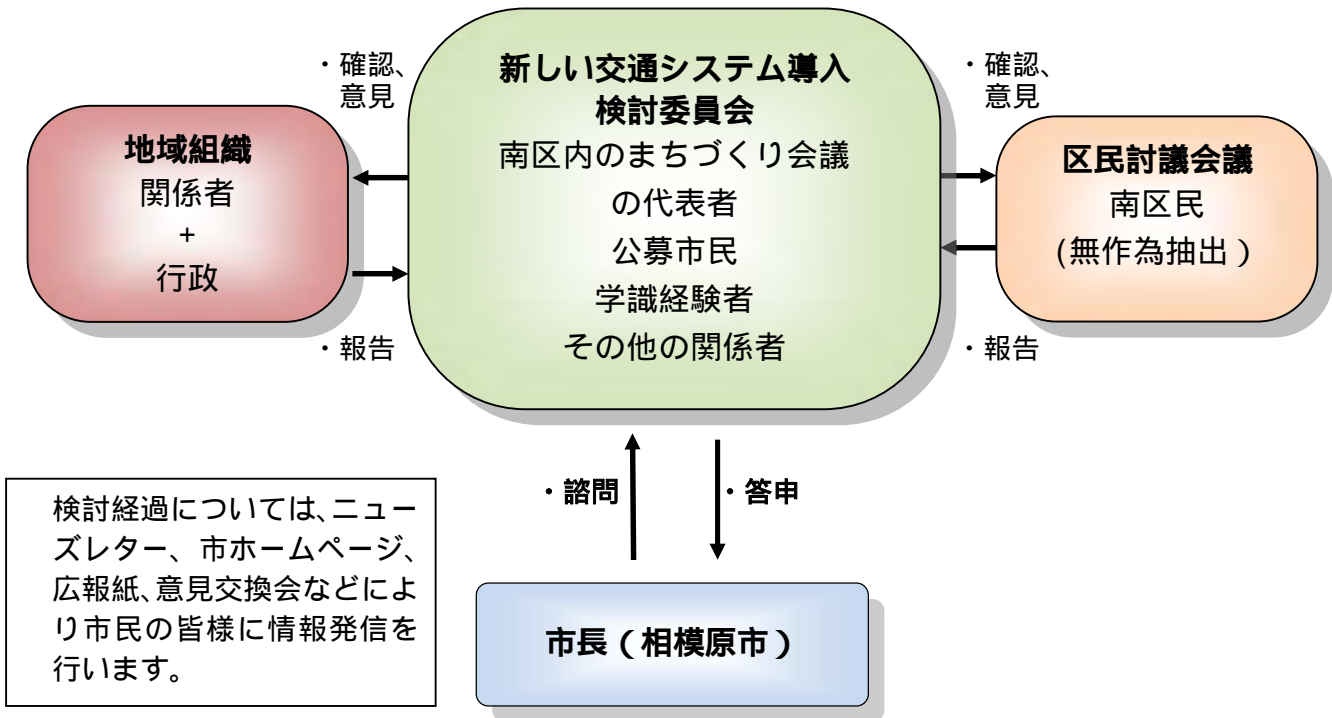 ・確認、
意見
地域組織
関係者
+
行政
・報告
新しい交通システム導入
検討委員会
南区内のまちづくり会議
の代表者
公募市民
学識経験者
その他の関係者
・確認、
意見
区民討議会議
南区民
(無作為抽出）
・報告
・諮問
・答申
検討経過については、ニュー
ズレター、市ホームページ、
広報紙、意見交換会などによ
り市民の皆様に情報発信を
行います。
市長（相模原市）